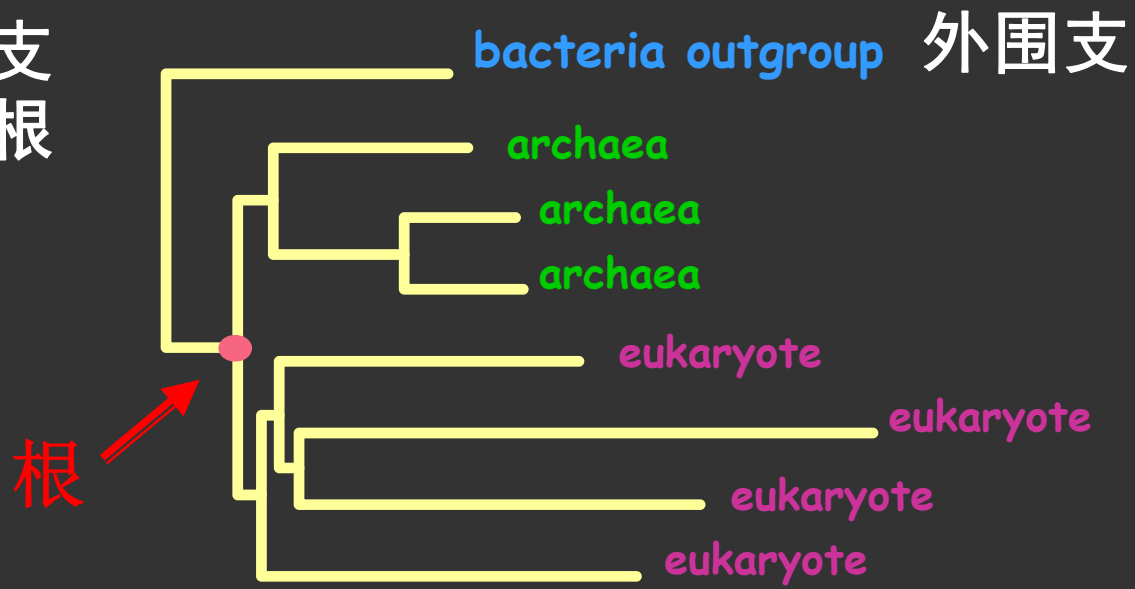 支
根
bacteria outgroup 外围支
archaea
archaea
archaea
eukaryote
eukaryote
eukaryote
eukaryote
根